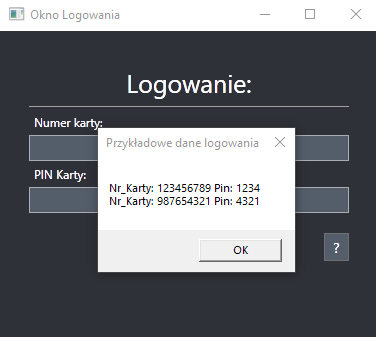 Okno Logowania
Logowanie:
Numer karty:
Przykładowe dane logowania
Nr_Karty: 123456789 Pin: 1234
Nr_Karty: 987654321 Pin: 4321
PIN Karty:
OK
?